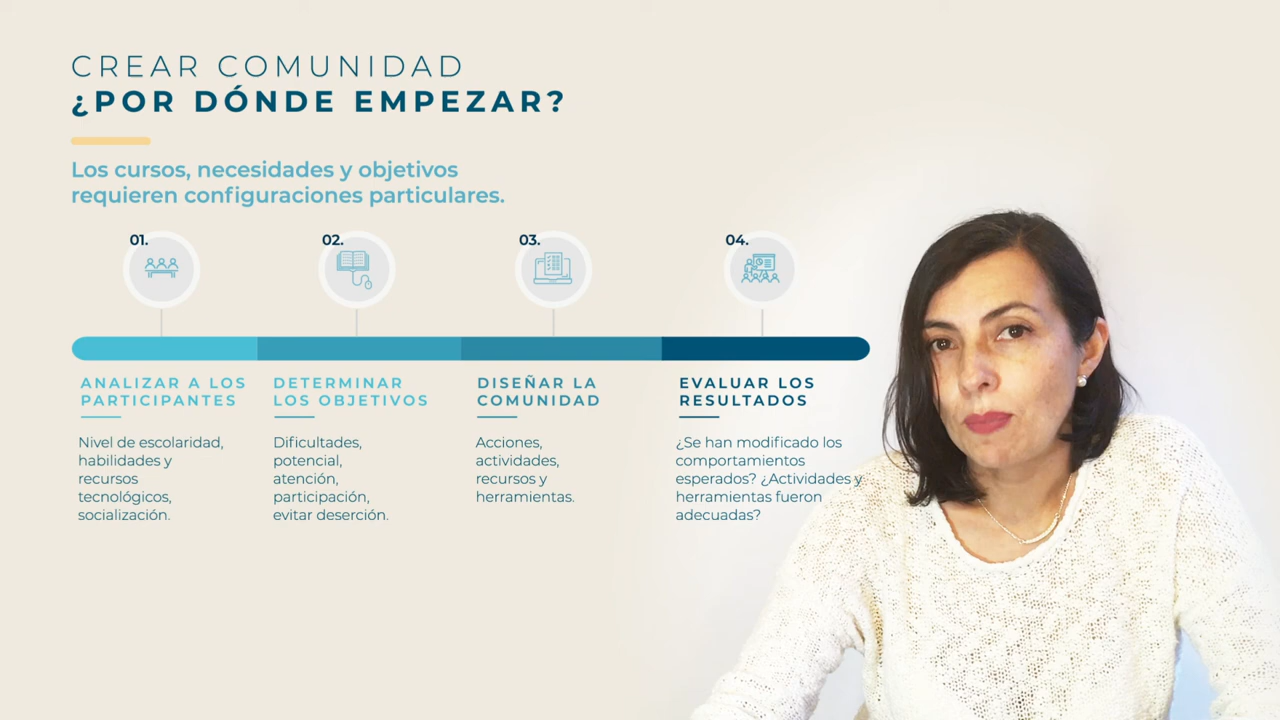 CREAR COMUNIDAD
¿POR DÓNDE EMPEZAR?
Los cursos, necesidades y objetivos
requieren configuraciones particulares.
01.
ANALIZAR A LOS
PARTICIPANTES
Nivel de escolaridad,
habilidades y
recursos
tecnológicos,
socialización.
02.
DETERMINAR
LOS OBJETIVOS
Dificultades,
potencial,
atención,
participación,
evitar deserción.
03.
DISEÑAR LA
COMUNIDAD
Acciones,
actividades,
recursos y
herramientas.
04.
EVALUAR LOS
RESULTADOS
¿Se han modificado los
comportamientos
esperados? ¿Actividades y
herramientas fueron
adecuadas?